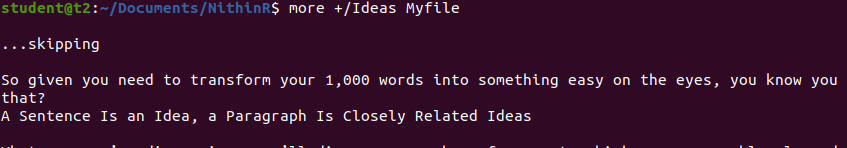 student@t2:~/Documents/NithinR$ more +/Ideas Myfile
...skipping
So given you need to transform your 1,000 words into something easy on the eyes, you know you
that?
A Sentence Is an Idea, a Paragraph Is Closely Related Ideas